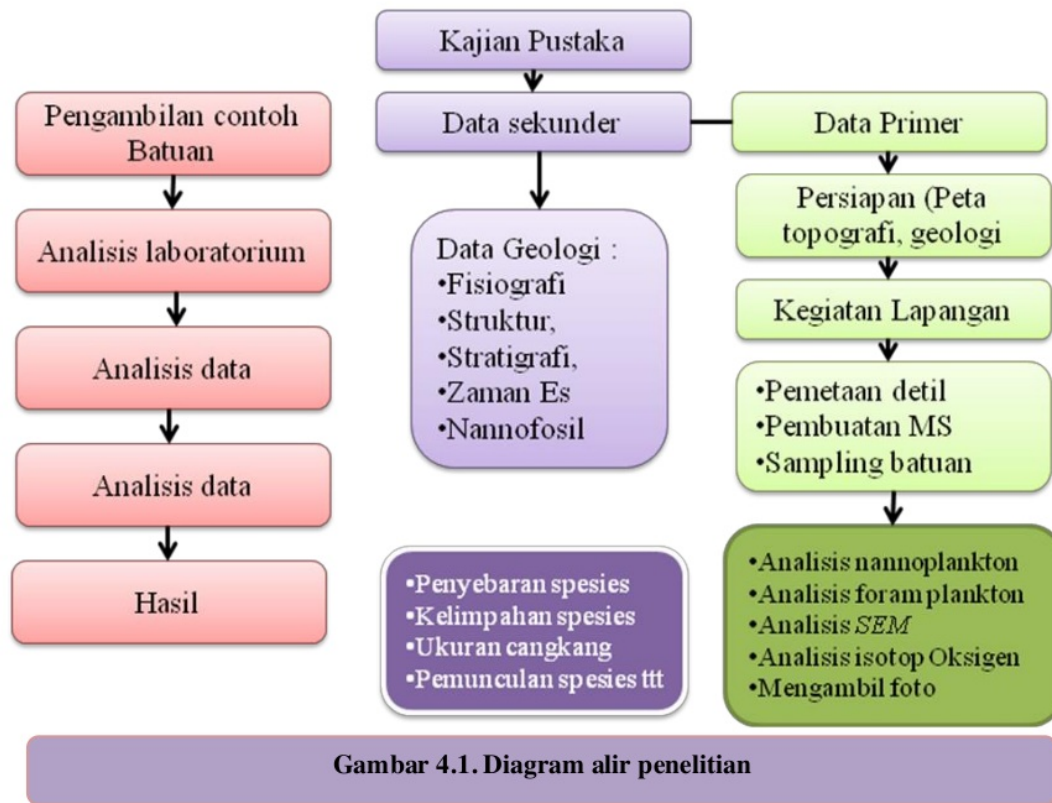 Kajian Pustaka
Pengambilan contoh
Batuan
Analisis laboratorium
Analisis data
Analisis data
Hasil
Data sekunder
Data Geologi :
•Fisiografi
•Struktur,
•Stratigrafi,
•Zaman Es
•Nannofosil
•Penyebaran spesies
•Kelimpahan spesies
•Ukuran cangkang
•Pemunculan spesies ttt
Data Primer
Persiapan (Peta
topografi, geologi
Kegiatan Lapangan
•Pemetaan detil
•Pembuatan MS
•Sampling batuan
•Analisis nannoplankton
•Analisis foram plankton
•Analisis SEM
•Analisis isotop Oksigen
•Mengambil foto
Gambar 4.1. Diagram alir penelitian